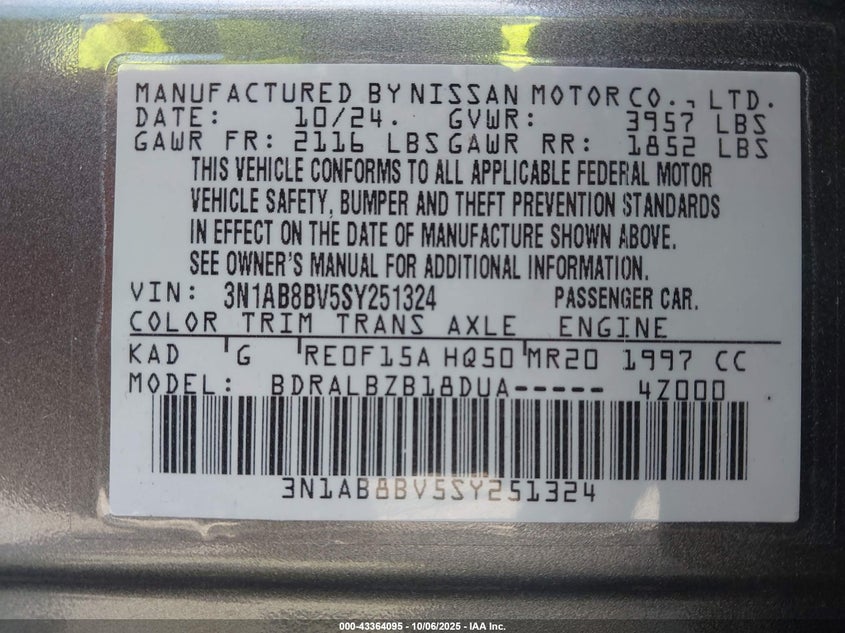 MANUFACTURED BY NISSAN MOTOR CO., LTD.
DATE: 10/24. GVWR: 3957 LBS
GAWR FR: 2116 LBS GAWR RR: 1852 LBS
THIS VEHICLE CONFORMS TO ALL APPLICABLE FEDERAL MOTOR
VEHICLE SAFETY, BUMPER AND THEFT PREVENTION STANDARDS
IN EFFECT ON THE DATE OF MANUFACTURE SHOWN ABOVE.
SEE OWNER'S MANUAL FOR ADDITIONAL INFORMATION.
VIN: 3N1AB8BV5SY251324 PASSENGER CAR.
COLOR TRIM TRANS AXLE ENGINE
KAD G RE0F15A HQ50 MR20 1997 CC
MODEL: BDRALBZB18DUA----- 4Z000
3N1AB8BV5SY251324
000-43364095 - 10/06/2025 - IAA Inc.